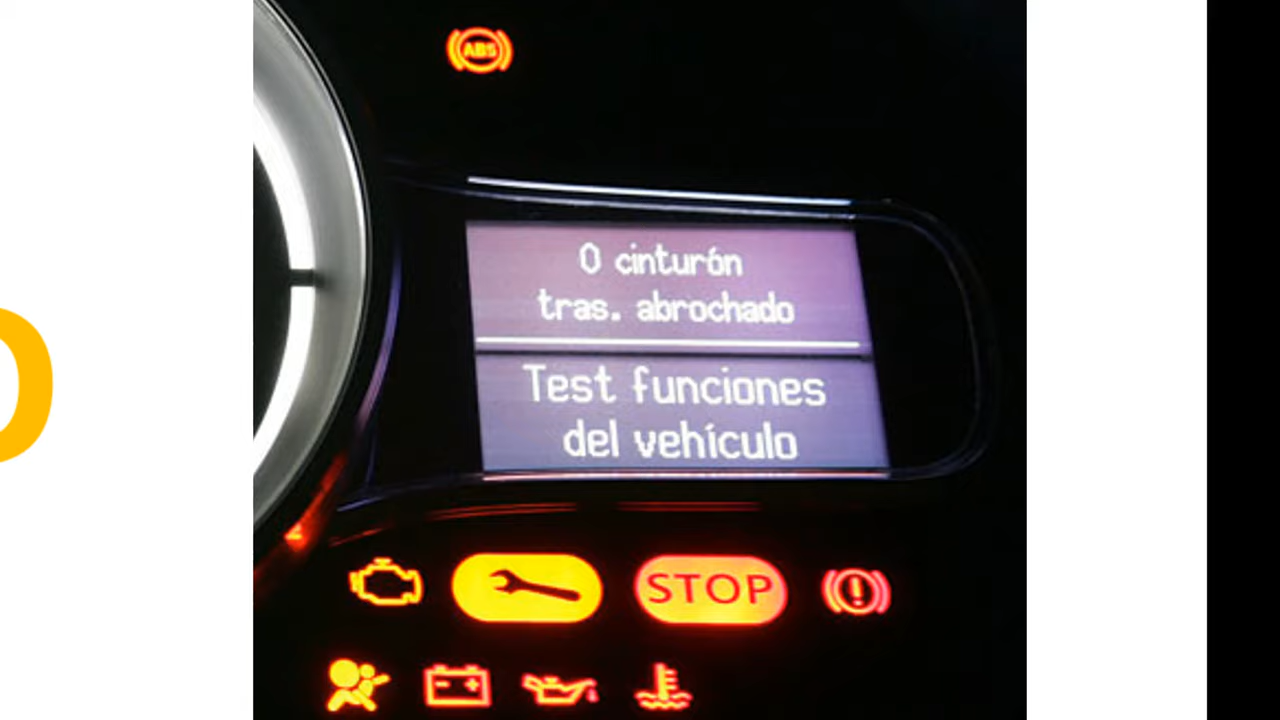 ABS
0 cinturón
tras. abrochado
Test funciones
del vehículo
STOP